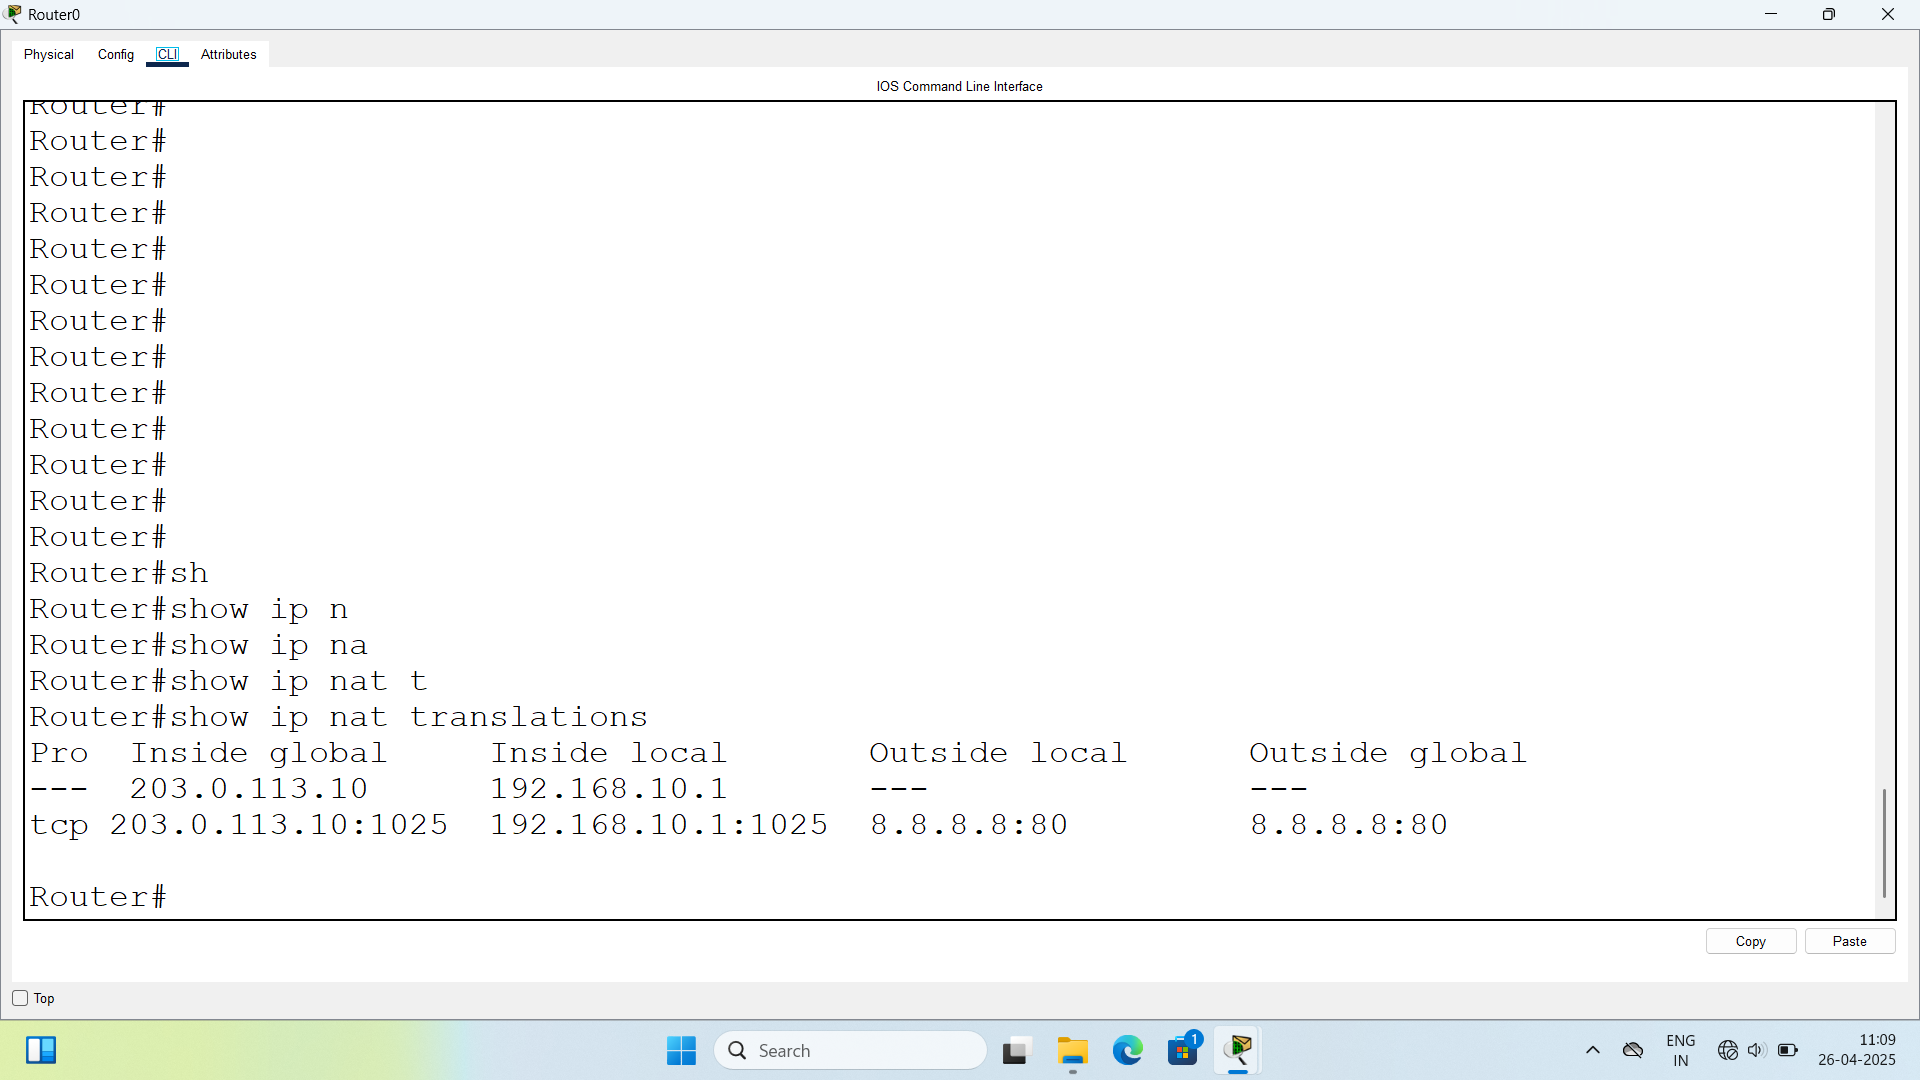 Router0
Physical Config CLI Attributes
IOS Command Line Interface
Router#
Router#
Router#
Router#
Router#
Router#
Router#
Router#
Router#
Router#
Router#
Router#
Router#
Router#sh
Router#show ip n
Router#show ip na
Router#show ip nat t
Router#show ip nat translations
Pro Inside global Inside local Outside local Outside global
--- 203.0.113.10 192.168.10.1 --- ---
tcp 203.0.113.10:1025 192.168.10.1:1025 8.8.8.8:80 8.8.8.8:80
Router#
Copy Paste
Top
Search
1
ENG
IN
11:09
26-04-2025